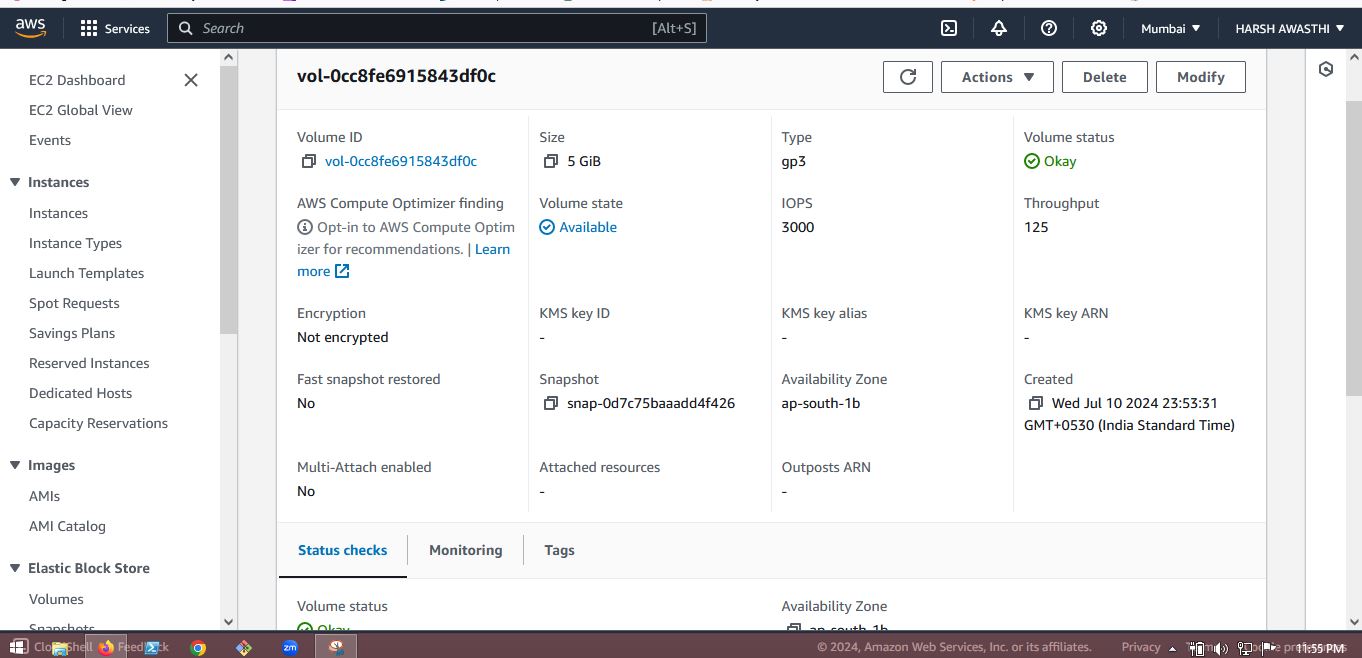 aws
Services
Search
[Alt+S]
Mumbai
HARSH AWASTHI
EC2 Dashboard
EC2 Global View
Events
Instances
Instances
Instance Types
Launch Templates
Spot Requests
Savings Plans
Reserved Instances
Dedicated Hosts
Capacity Reservations
Images
AMIs
AMI Catalog
Elastic Block Store
Volumes
Snapshots
vol-0cc8fe6915843df0c
Actions
Delete
Modify
Volume ID
vol-0cc8fe6915843df0c
Size
5 GiB
Type
gp3
Volume status
Okay
AWS Compute Optimizer finding
Opt-in to AWS Compute Optim
izer for recommendations. | Learn
more
Volume state
Available
IOPS
3000
Throughput
125
Encryption
Not encrypted
KMS key ID
-
KMS key alias
-
KMS key ARN
-
Fast snapshot restored
No
Snapshot
snap-0d7c75baaadd4f426
Availability Zone
ap-south-1b
Created
Wed Jul 10 2024 23:53:31
GMT+0530 (India Standard Time)
Multi-Attach enabled
No
Attached resources
-
Outposts ARN
-
Status checks
Monitoring
Tags
Volume status
Okay
Availability Zone
ap-south-1b
CloudShell
Feedback
zm
© 2024, Amazon Web Services, Inc. or its affiliates.
Privacy
11:55 PM